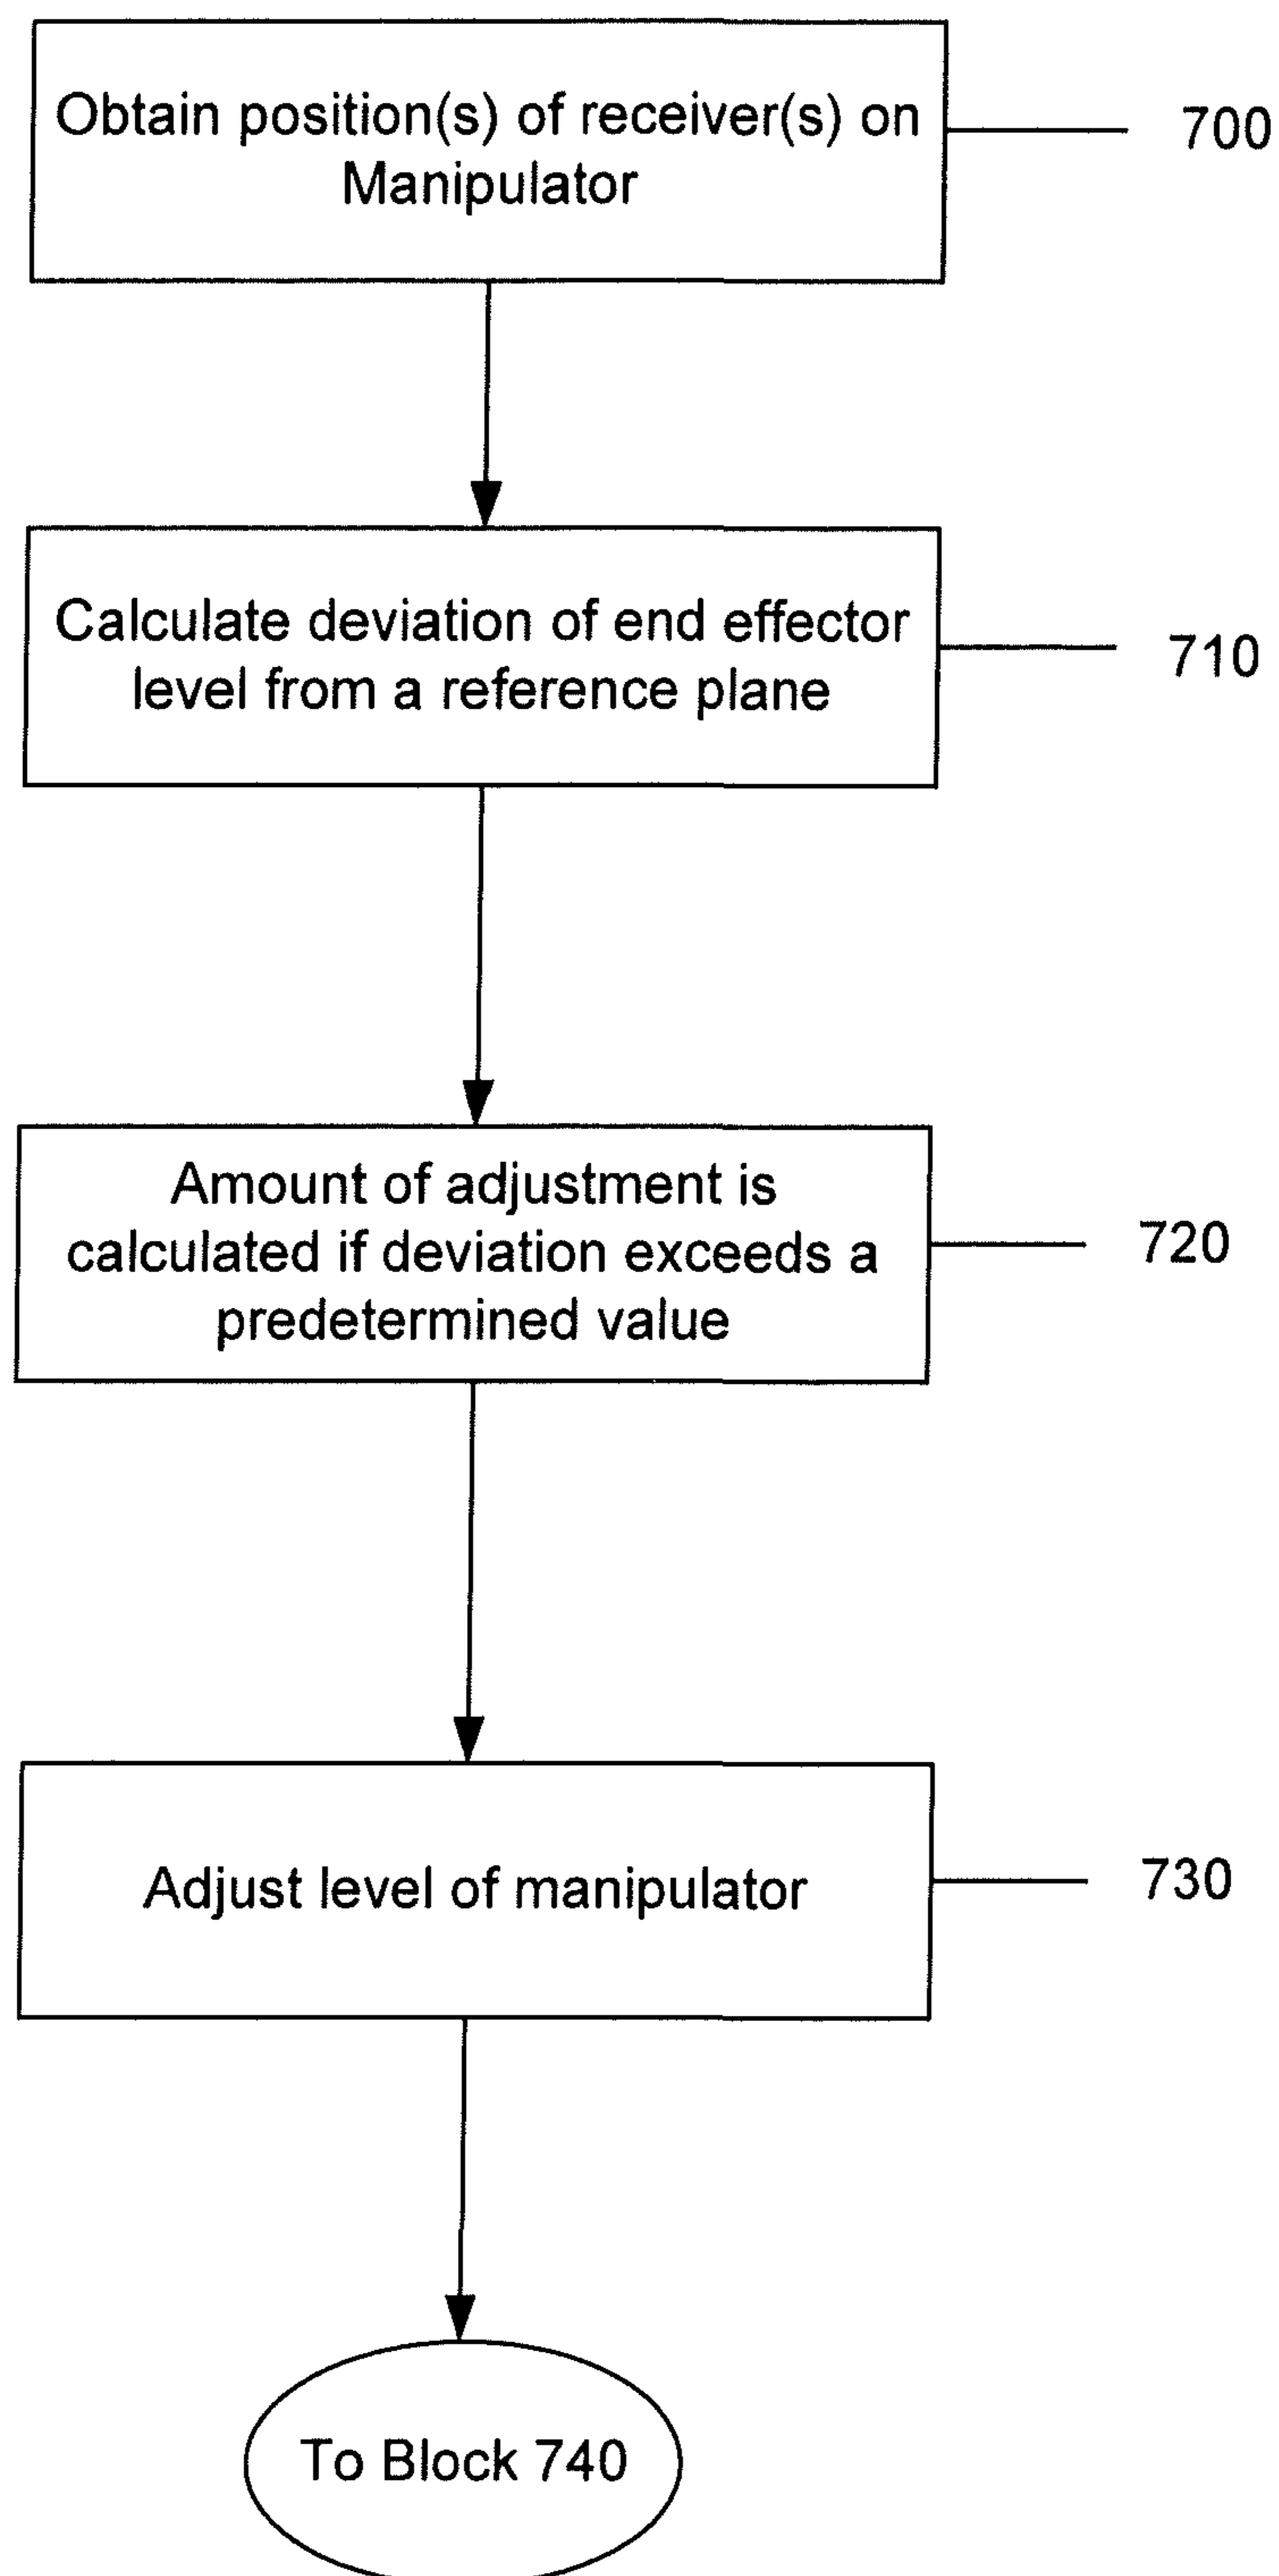 Obtain position(s) of receiver(s) on
Manipulator
700
Calculate deviation of end effector
level from a reference plane
710
Amount of adjustment is
calculated if deviation exceeds a
predetermined value
720
Adjust level of manipulator
730
To Block 740